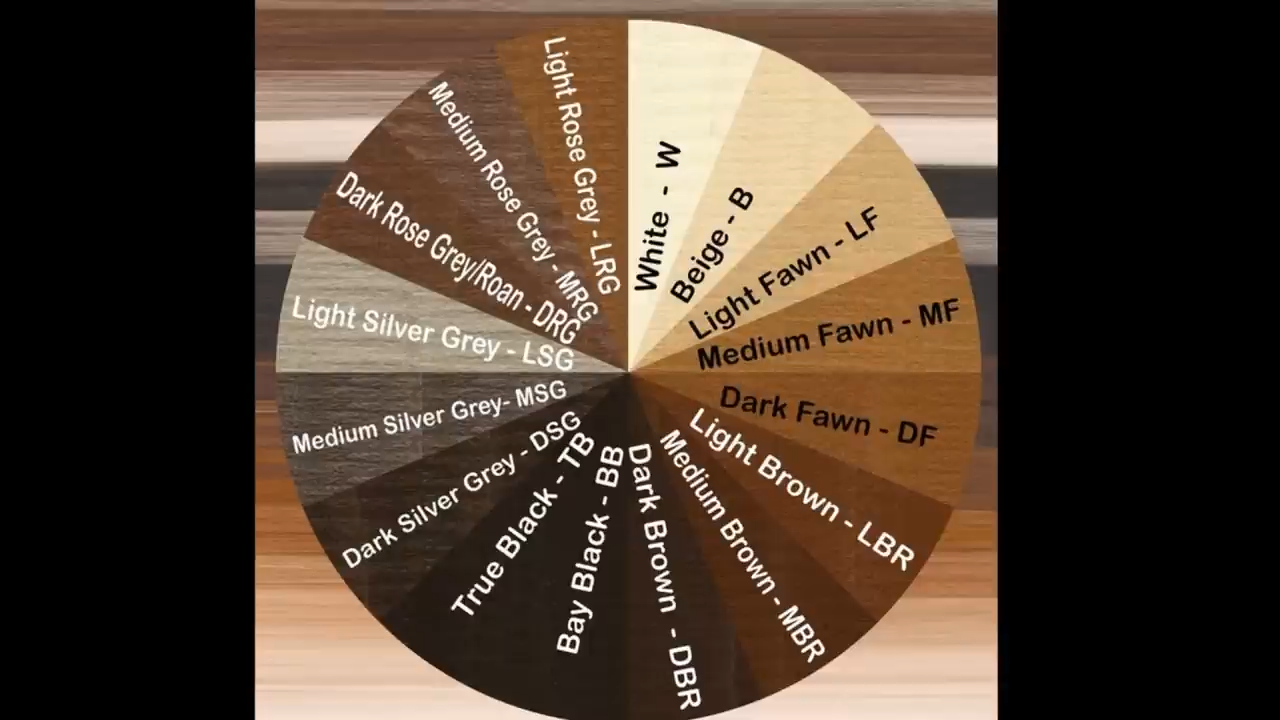 White - W
Beige - B
Light Fawn - LF
Medium Fawn - MF
Dark Fawn - DF
Light Brown - LBR
Medium Brown - MBR
Dark Brown - DBR
Bay Black - BB
True Black - TB
Dark Silver Grey - DSG
Medium Silver Grey- MSG
Light Silver Grey - LSG
Dark Rose Grey/Roan - DRG
Medium Rose Grey - MRG
Light Rose Grey - LRG